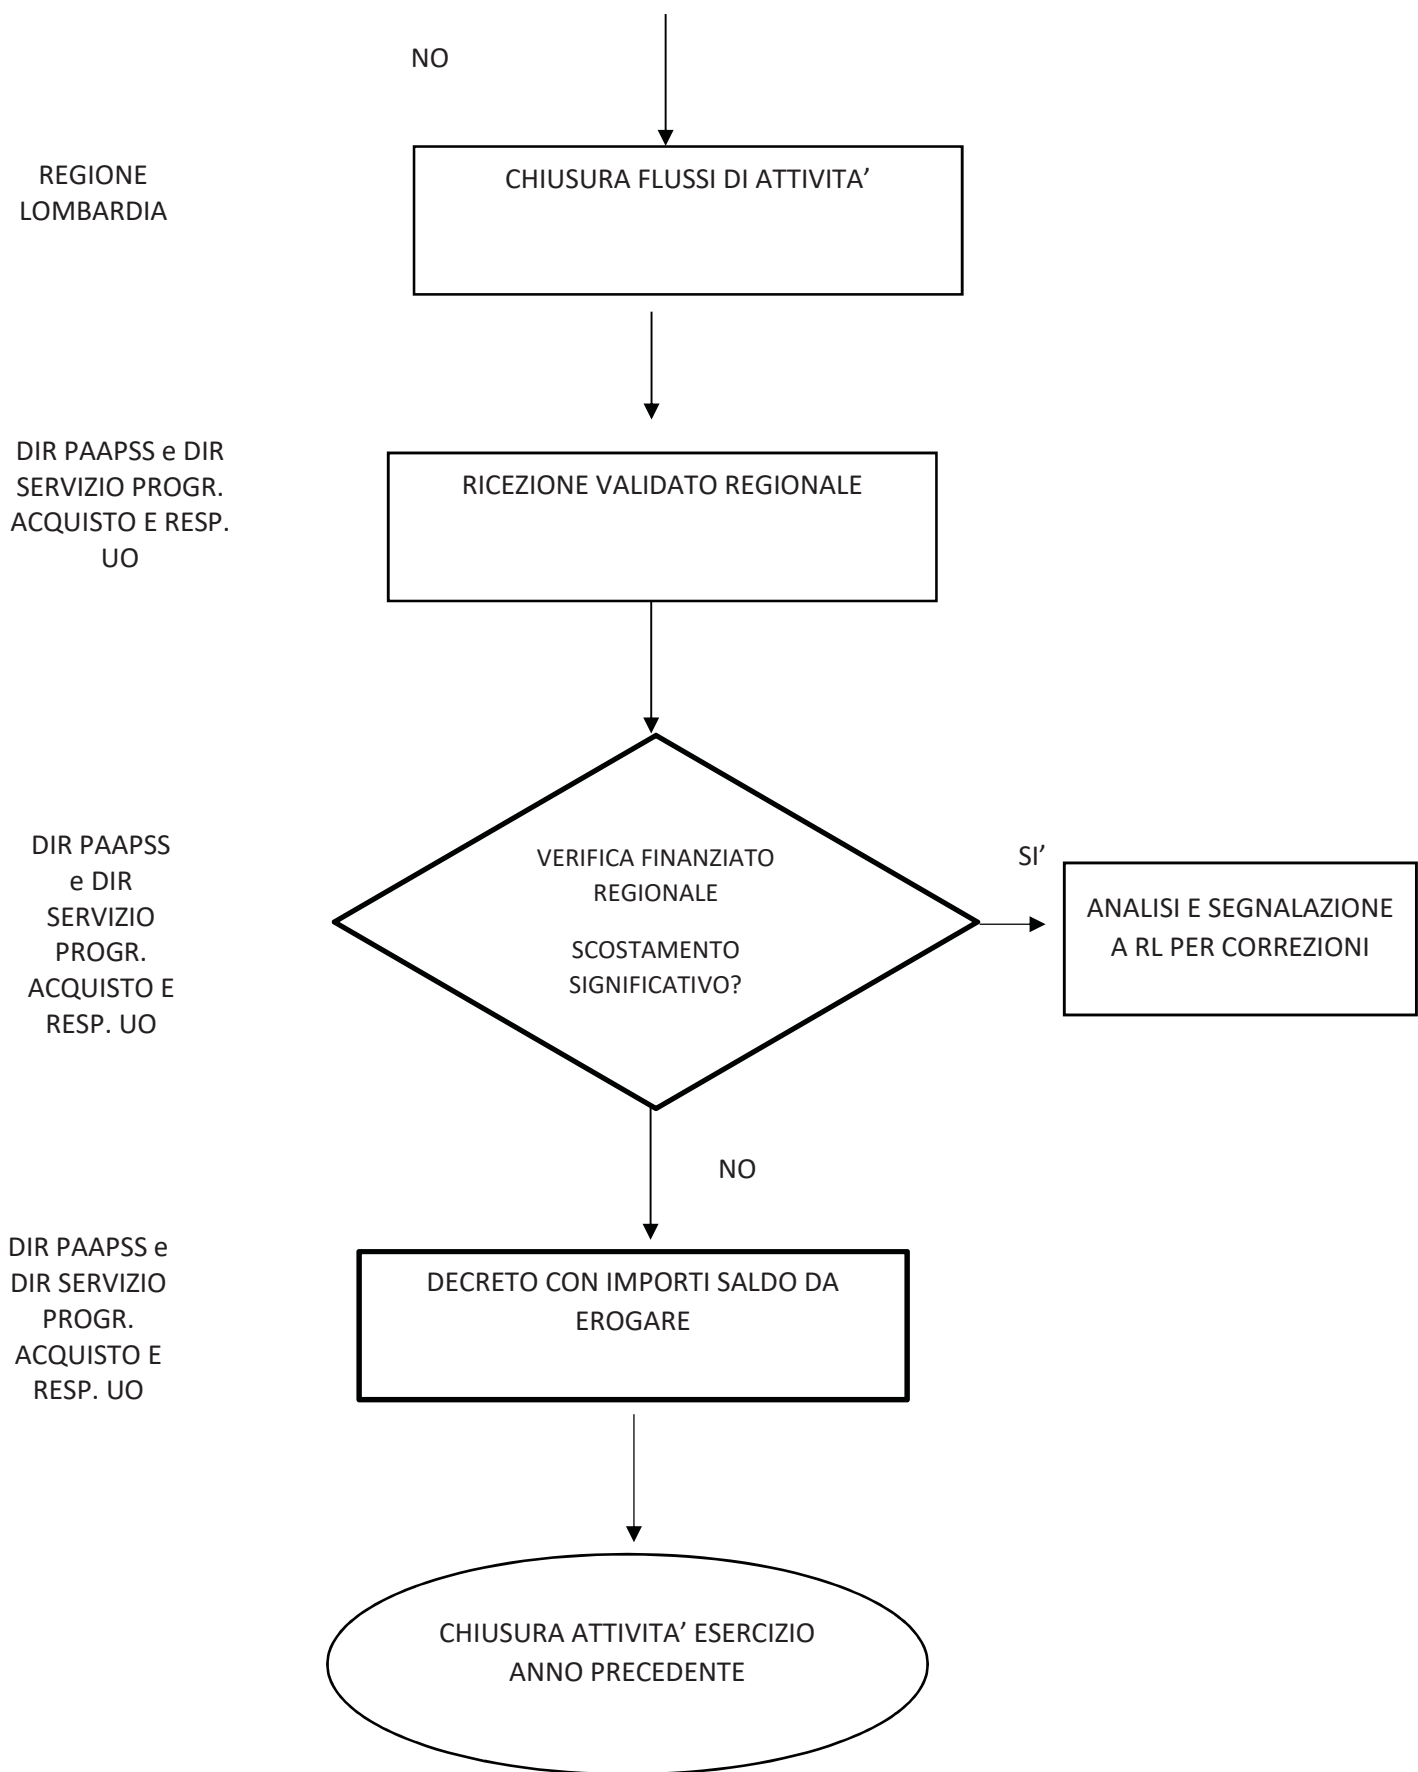 NO
REGIONE
LOMBARDIA
CHIUSURA FLUSSI DI ATTIVITA’
DIR PAAPSS e DIR
SERVIZIO PROGR.
ACQUISTO E RESP.
UO
RICEZIONE VALIDATO REGIONALE
DIR PAAPSS
e DIR
SERVIZIO
PROGR.
ACQUISTO E
RESP. UO
VERIFICA FINANZIATO
REGIONALE
SCOSTAMENTO
SIGNIFICATIVO?
SI’
ANALISI E SEGNALAZIONE
A RL PER CORREZIONI
NO
DIR PAAPSS e
DIR SERVIZIO
PROGR.
ACQUISTO E
RESP. UO
DECRETO CON IMPORTI SALDO DA
EROGARE
CHIUSURA ATTIVITA’ ESERCIZIO
ANNO PRECEDENTE